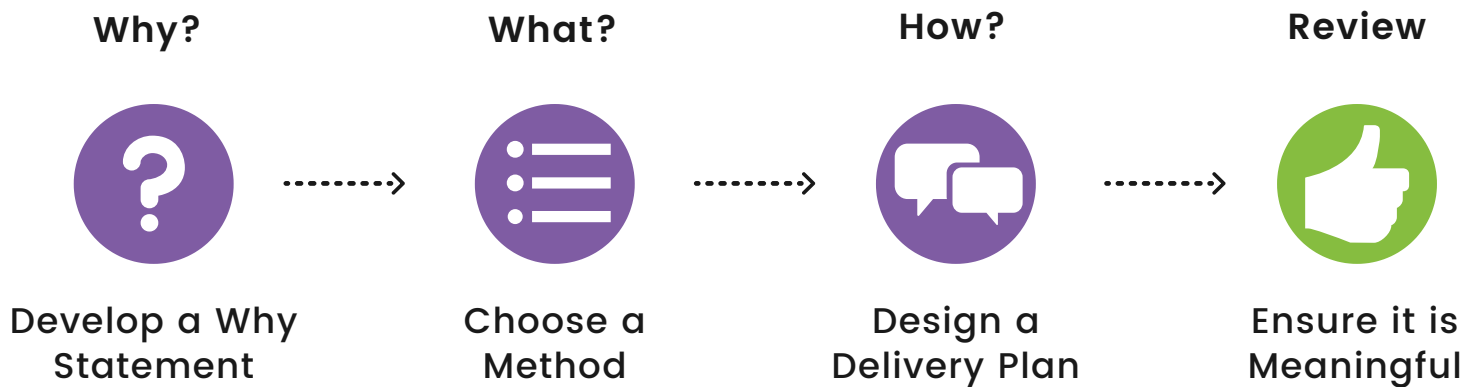 Why?
Develop a Why
Statement
What?
Choose a
Method
How?
Design a
Delivery Plan
Review
Ensure it is
Meaningful